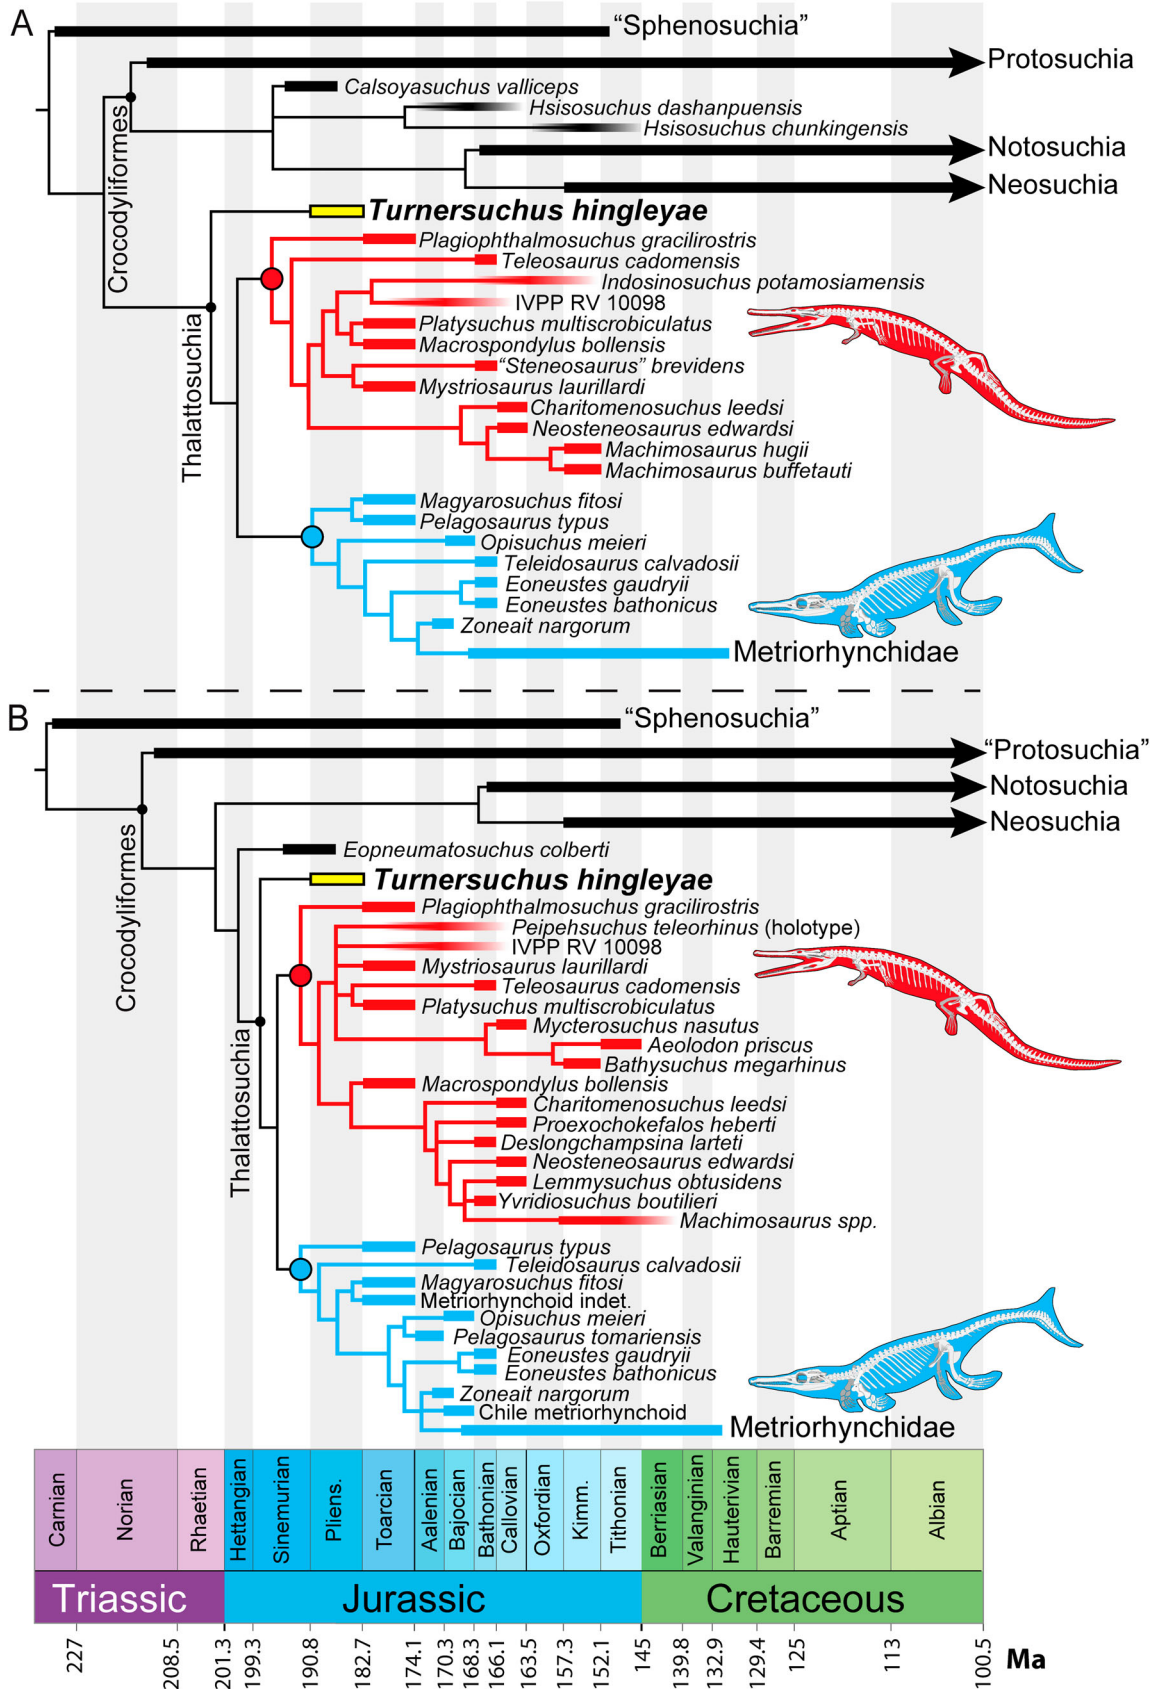 A
“Sphenosuchia”
Protosuchia
Calsoyasuchus valliceps
Hsisosuchus dashanpuensis
Hsisosuchus chunkingensis
Notosuchia
Neosuchia
Crocodyliformes
Turnersuchus hingleyae
Plagiophthalmosuchus gracilirostris
Teleosaurus cadomensis
Indosinosuchus potamosiamensis
IVPP RV 10098
Platysuchus multiscrobiculatus
Macrospondylus bollensis
“Steneosaurus” brevidens
Mystriosaurus laurillardi
Charitomenosuchus leedsi
Neosteneosaurus edwardsi
Machimosaurus hugii
Machimosaurus buffetauti
Thalattosuchia
Magyarosuchus fitosi
Pelagosaurus typus
Opisuchus meieri
Teleidosaurus calvadosii
Eoneustes gaudryii
Eoneustes bathonicus
Zoneait nargorum
Metriorhynchidae
B
“Sphenosuchia”
“Protosuchia”
Notosuchia
Neosuchia
Eopneumatosuchus colberti
Crocodyliformes
Turnersuchus hingleyae
Plagiophthalmosuchus gracilirostris
Peipehsuchus teleorhinus (holotype)
IVPP RV 10098
Mystriosaurus laurillardi
Teleosaurus cadomensis
Platysuchus multiscrobiculatus
Mycterosuchus nasutus
Aeolodon priscus
Bathysuchus megarhinus
Macrospondylus bollensis
Charitomenosuchus leedsi
Proexochokefalos heberti
Deslongchampsina larteti
Neosteneosaurus edwardsi
Lemmysuchus obtusidens
Yvridiosuchus boutilieri
Machimosaurus spp.
Thalattosuchia
Pelagosaurus typus
Teleidosaurus calvadosii
Magyarosuchus fitosi
Metriorhynchoid indet.
Opisuchus meieri
Pelagosaurus tomariensis
Eoneustes gaudryii
Eoneustes bathonicus
Zoneait nargorum
Chile metriorhynchoid
Metriorhynchidae
Carnian Norian Rhaetian Hettangian Sinemurian Pliens. Toarcian Aalenian Bajocian Bathonian Callovian Oxfordian Kimm. Tithonian Berriasian Valanginian Hauterivian Barremian Aptian Albian
Triassic Jurassic Cretaceous
227 208.5 201.3 199.3 190.8 182.7 174.1 170.3 168.3 166.1 163.5 157.3 152.1 145 139.8 132.9 129.4 125 113 100.5 Ma